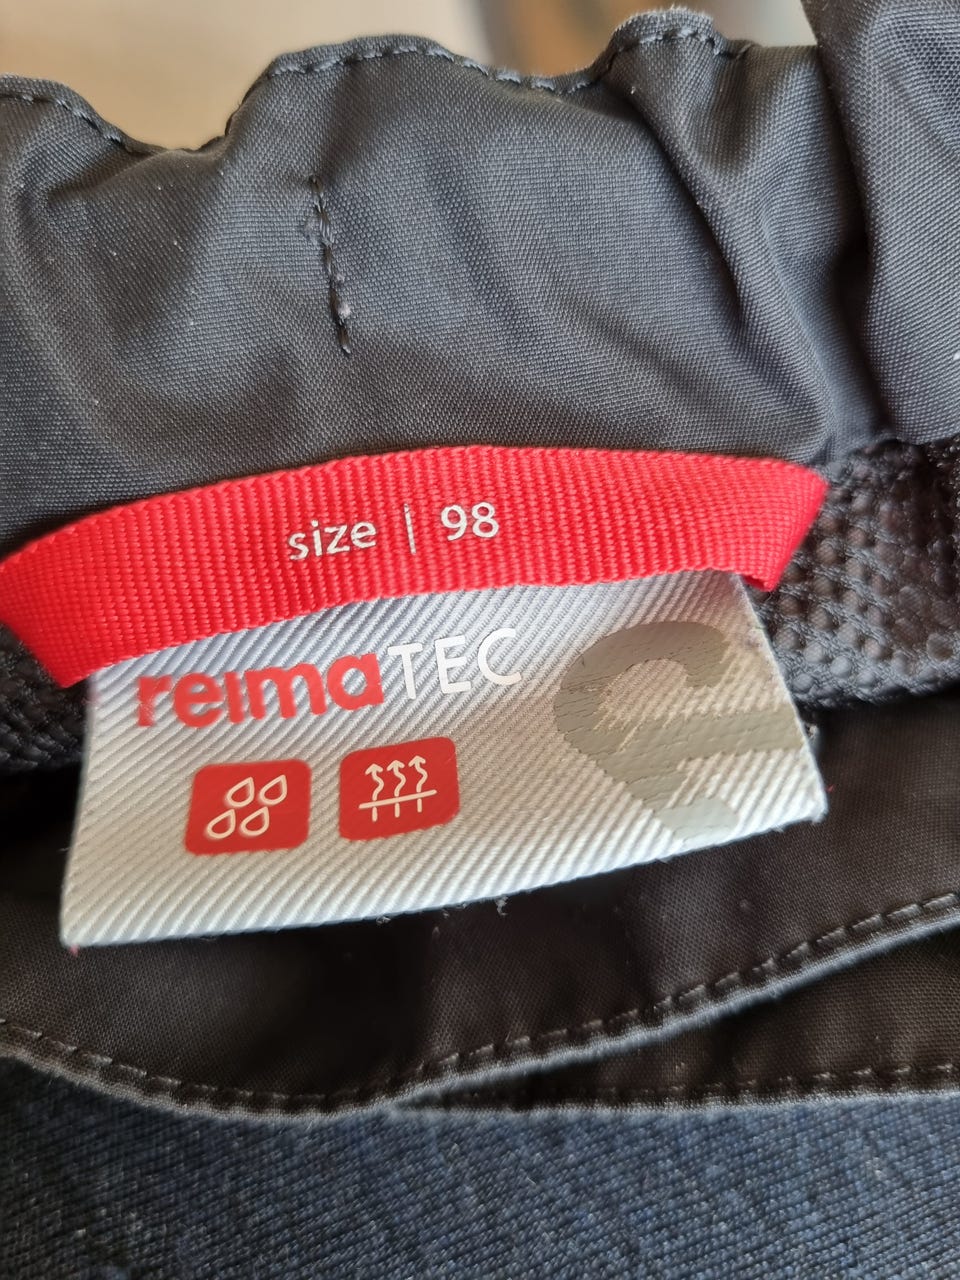 size | 98
reimaTEC